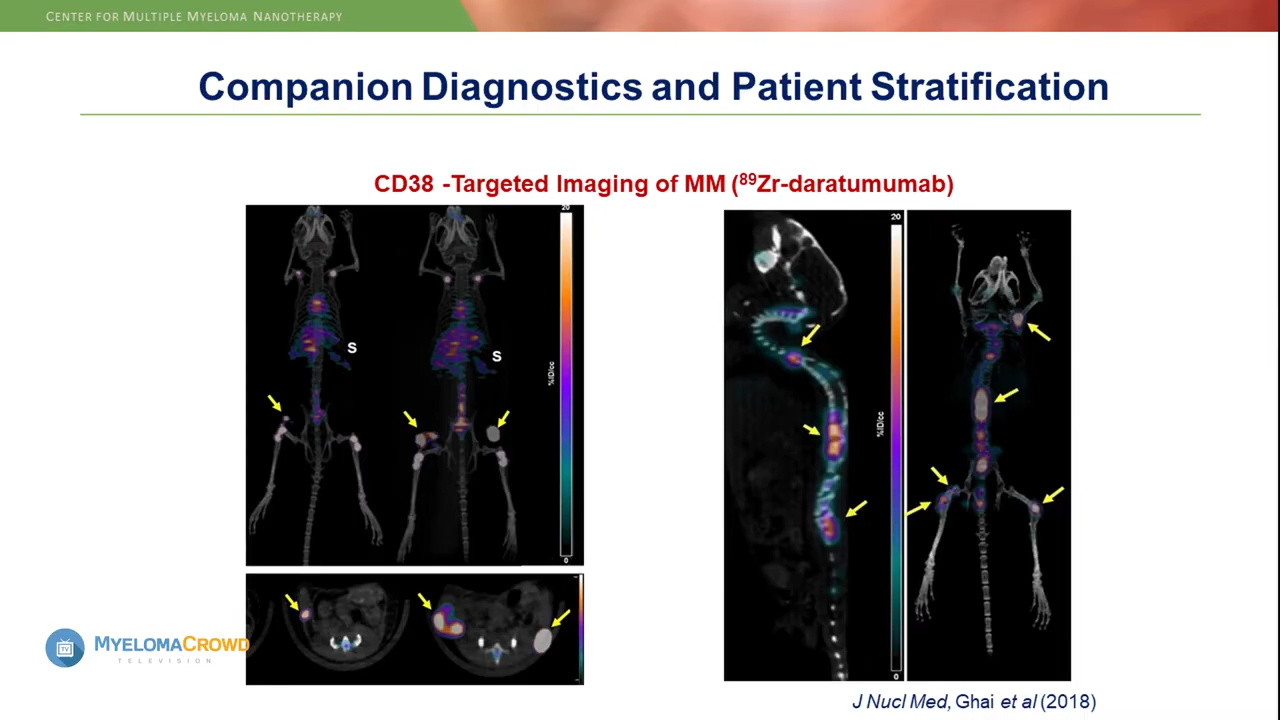 CENTER FOR MULTIPLE MYELOMA NANOTHERAPY
Companion Diagnostics and Patient Stratification
CD38 -Targeted Imaging of MM (⁸⁹Zr-daratumumab)
20
S
S
%ID/cc
0
20
%ID/cc
0
TV
MYELOMACROWD
TELEVISION
J Nucl Med, Ghai et al (2018)